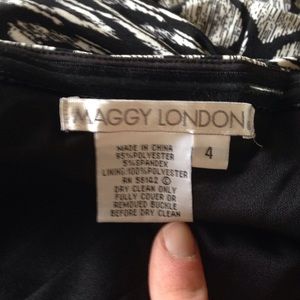 MAGGY LONDON
4
MADE IN CHINA
95%POLYESTER
5%SPANDEX
LINING:100%POLYESTER
RN 56142 ©
DRY CLEAN ONLY
FULLY COVER OR
REMOVED BUCKLE
BEFORE DRY CLEAN